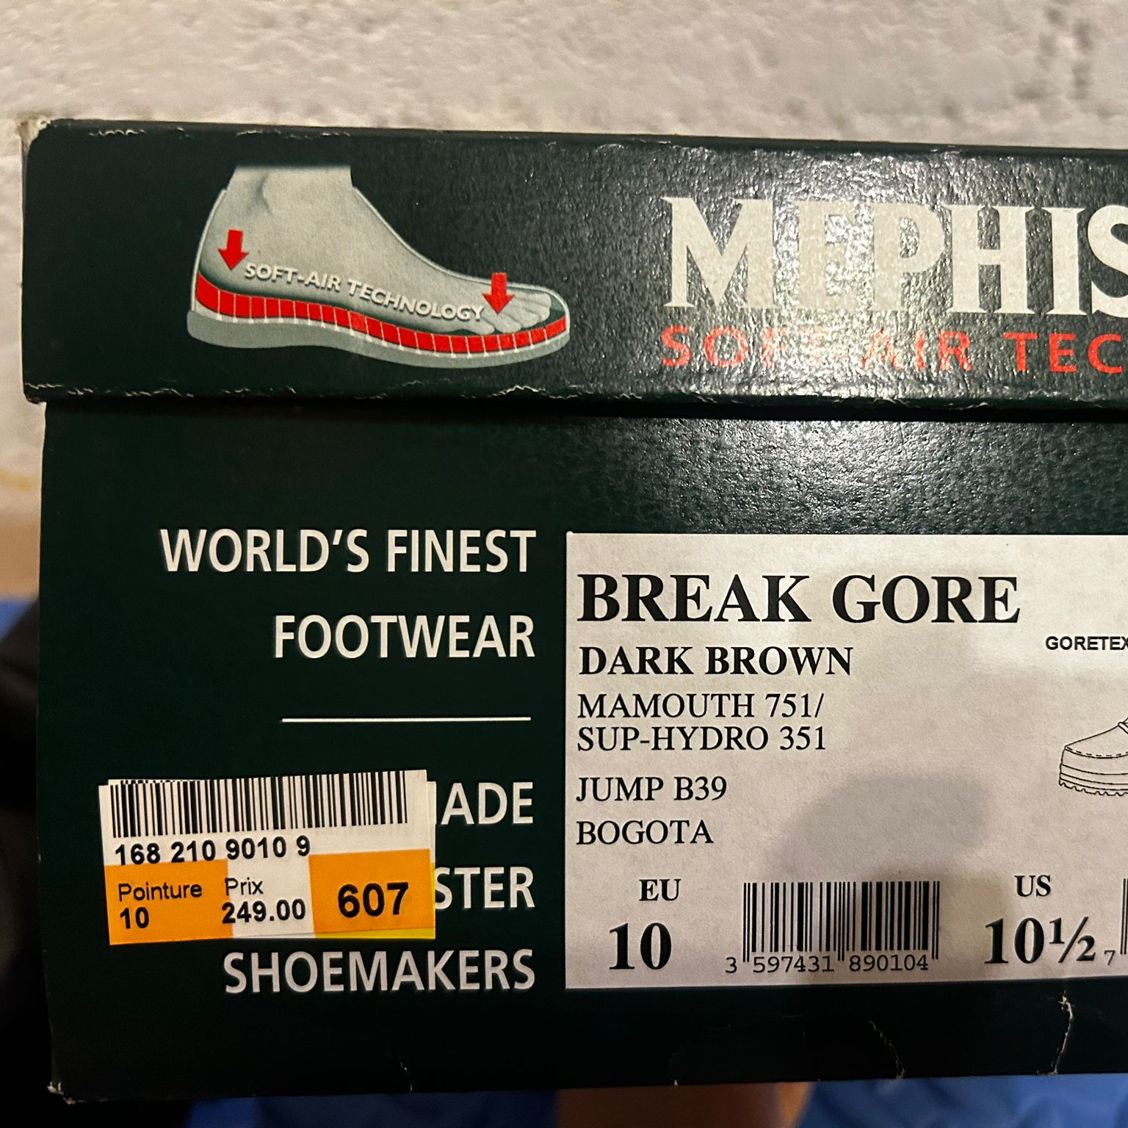 SOFT-AIR TECHNOLOGY
MEPHIS
SOFT-AIR TEC
WORLD'S FINEST
FOOTWEAR
ADE
STER
SHOEMAKERS
168 210 9010 9
Pointure
10
Prix
249.00
607
BREAK GORE
DARK BROWN
GORETEX
MAMOUTH 751/
SUP-HYDRO 351
JUMP B39
BOGOTA
EU
10
3 597431 890104
US
10½
7